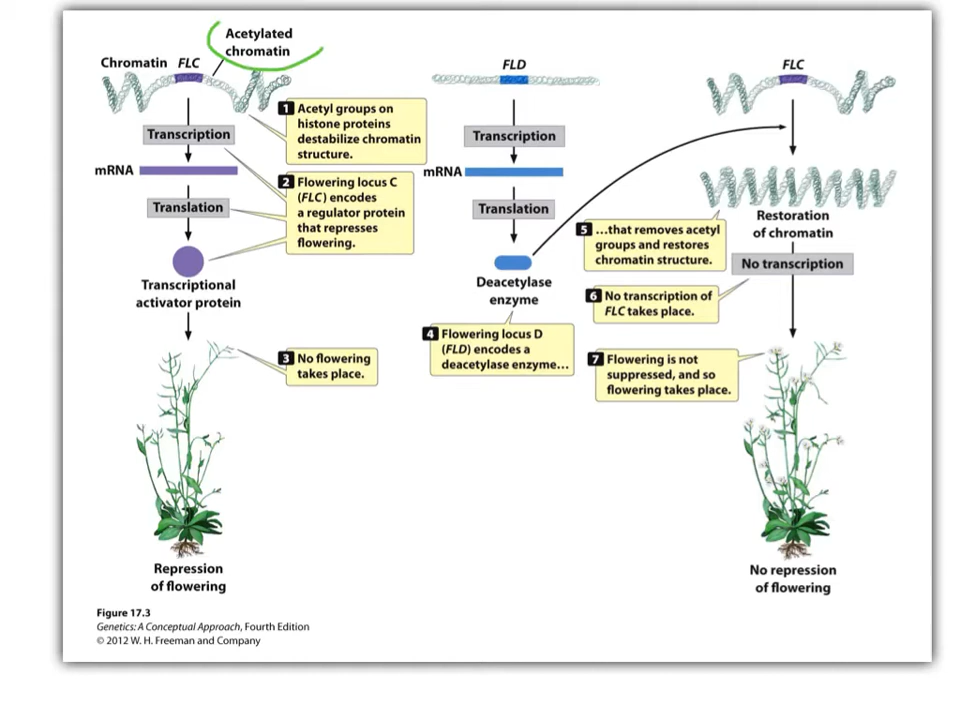 Acetylated
chromatin
Chromatin FLC
1 Acetyl groups on
histone proteins
destabilize chromatin
structure.
Transcription
mRNA
2 Flowering locus C
(FLC) encodes
a regulator protein
that represses
flowering.
Translation
Transcriptional
activator protein
3 No flowering
takes place.
Repression
of flowering
FLD
Transcription
mRNA
Translation
Deacetylase
enzyme
4 Flowering locus D
(FLD) encodes a
deacetylase enzyme...
FLC
5 ...that removes acetyl
groups and restores
chromatin structure.
Restoration
of chromatin
No transcription
6 No transcription of
FLC takes place.
7 Flowering is not
suppressed, and so
flowering takes place.
No repression
of flowering
Figure 17.3
Genetics: A Conceptual Approach, Fourth Edition
© 2012 W. H. Freeman and Company